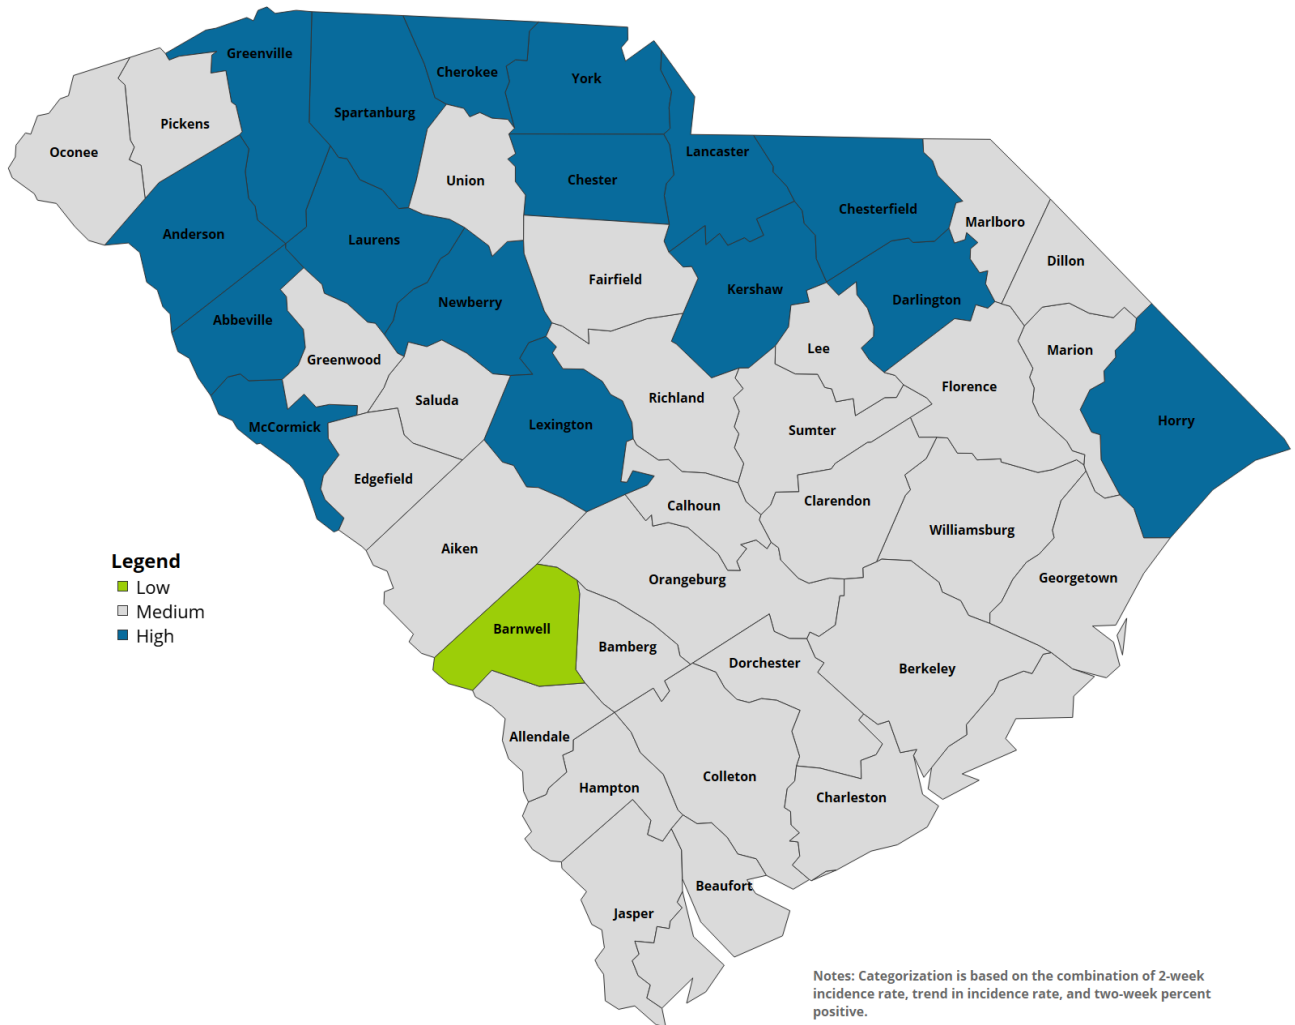 Greenville
Cherokee
York
Spartanburg
Pickens
Oconee
Union
Chester
Lancaster
Chesterfield
Marlboro
Anderson
Laurens
Dillon
Fairfield
Kershaw
Darlington
Newberry
Abbeville
Greenwood
Lee
Marion
Florence
Saluda
Richland
McCormick
Lexington
Sumter
Horry
Edgefield
Calhoun
Clarendon
Williamsburg
Aiken
Orangeburg
Georgetown
Legend
Low
Medium
High
Barnwell
Bamberg
Dorchester
Berkeley
Allendale
Hampton
Colleton
Charleston
Beaufort
Jasper
Notes: Categorization is based on the combination of 2-week
incidence rate, trend in incidence rate, and two-week percent
positive.